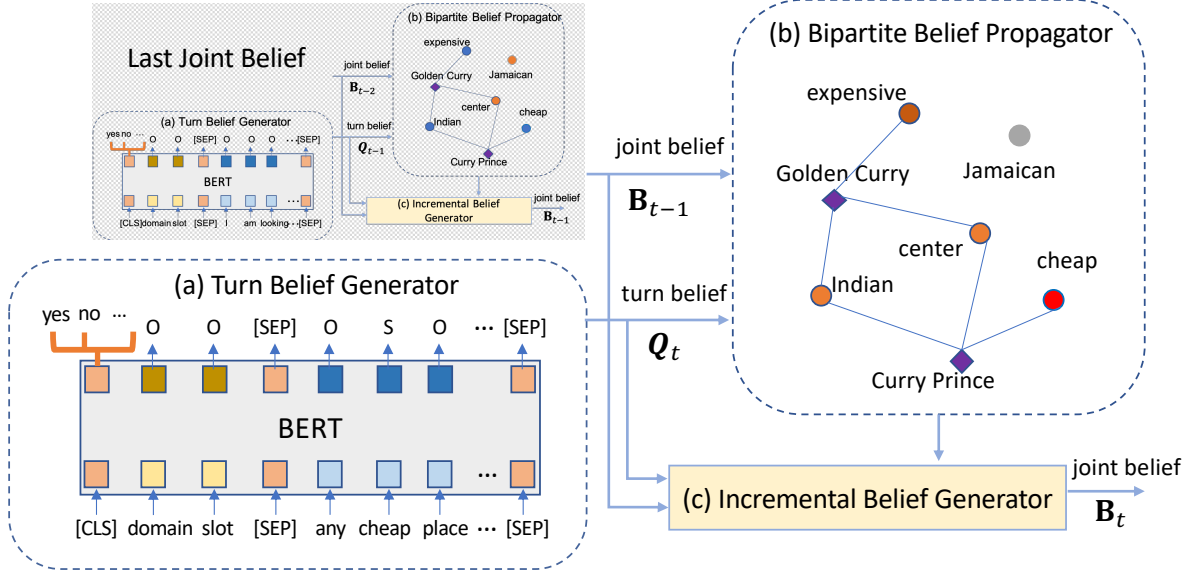 Last Joint Belief
(a) Turn Belief Generator
yes no ...
O O [SEP] O O O ...[SEP]
BERT
[CLS] domain slot [SEP] I am looking ...[SEP]
joint belief
B_{t-2}
turn belief
Q_{t-1}
(b) Bipartite Belief Propagator
expensive
Jamaican
Golden Curry
center
cheap
Indian
Curry Prince
(c) Incremental Belief
Generator
joint belief
B_{t-1}
(a) Turn Belief Generator
yes no ...
O O [SEP] O S O ... [SEP]
BERT
...
[CLS] domain slot [SEP] any cheap place ... [SEP]
joint belief
B_{t-1}
turn belief
Q_t
(b) Bipartite Belief Propagator
expensive
Jamaican
Golden Curry
center
cheap
Indian
Curry Prince
(c) Incremental Belief Generator
joint belief
B_t